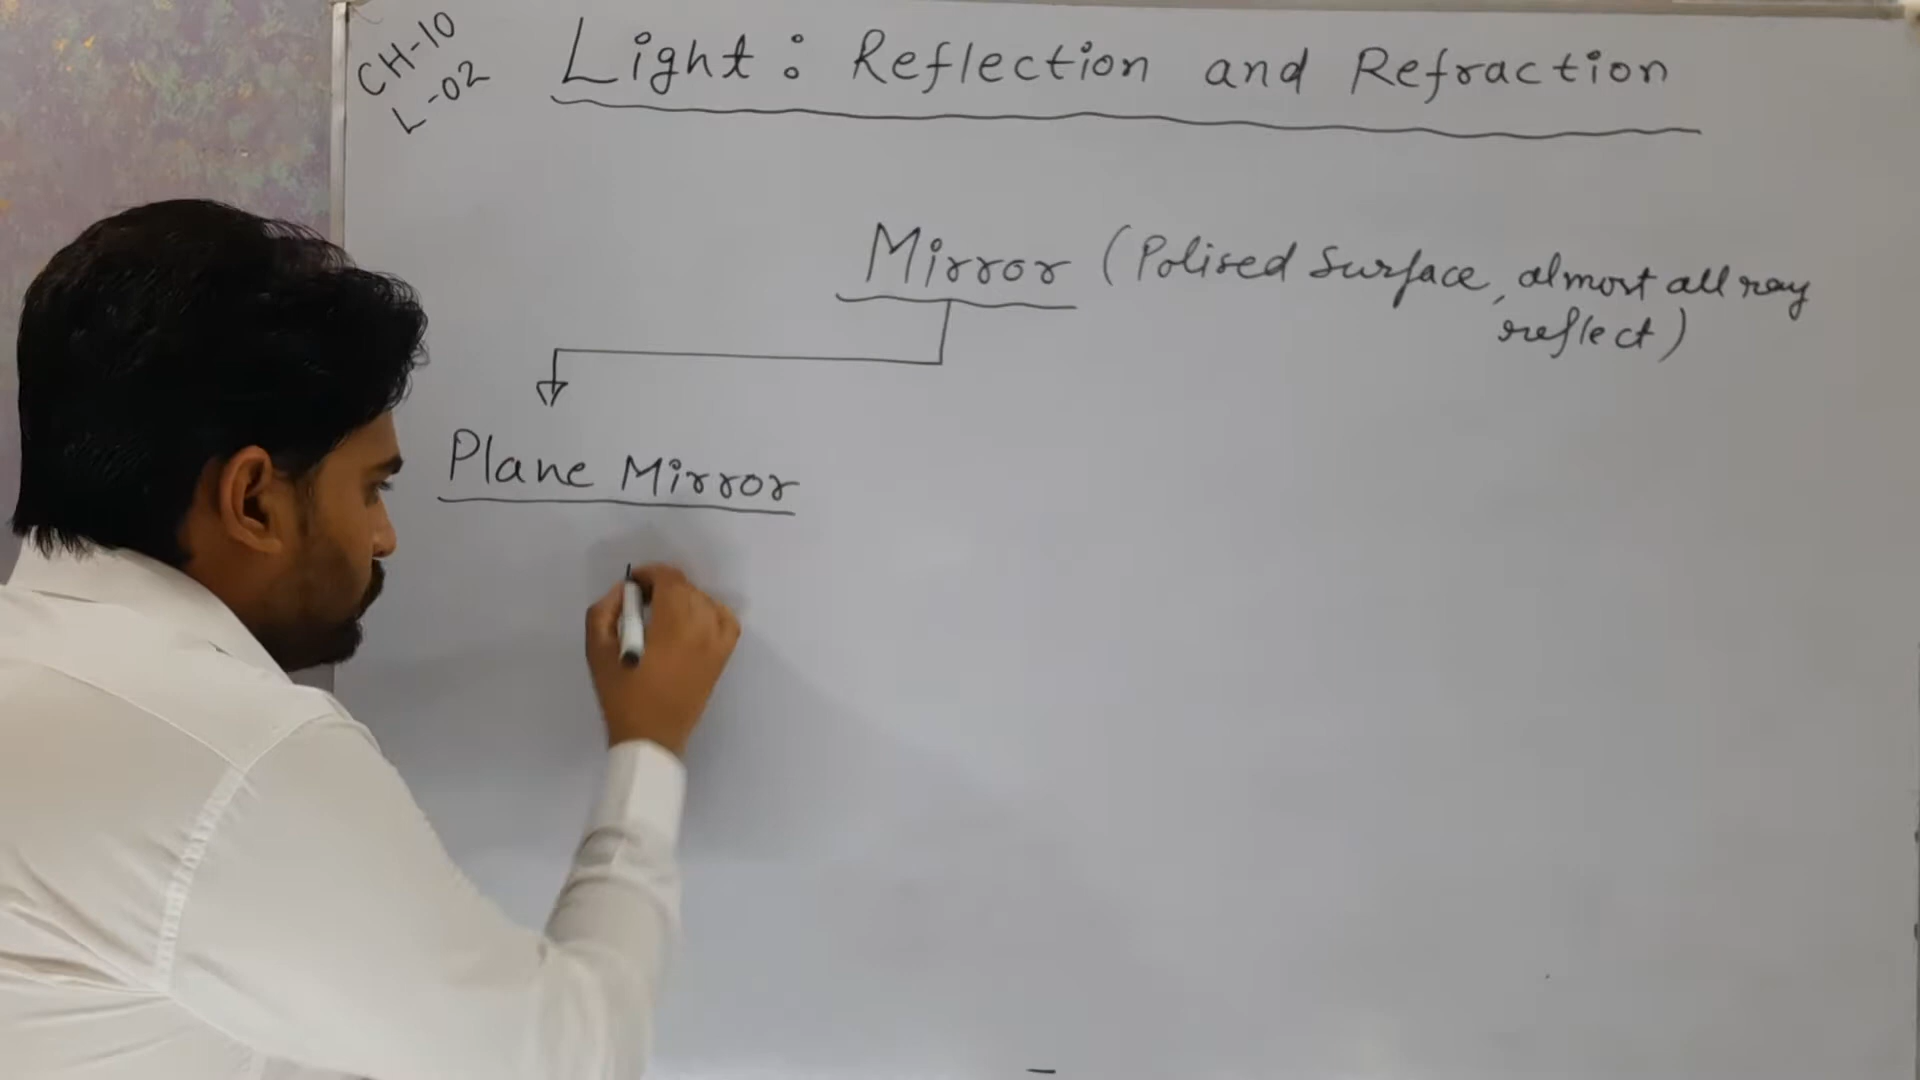 CH-10
L-02
Light: Reflection and Refraction
Mirror (Polised Surface, almost all ray
reflect)
Plane Mirror